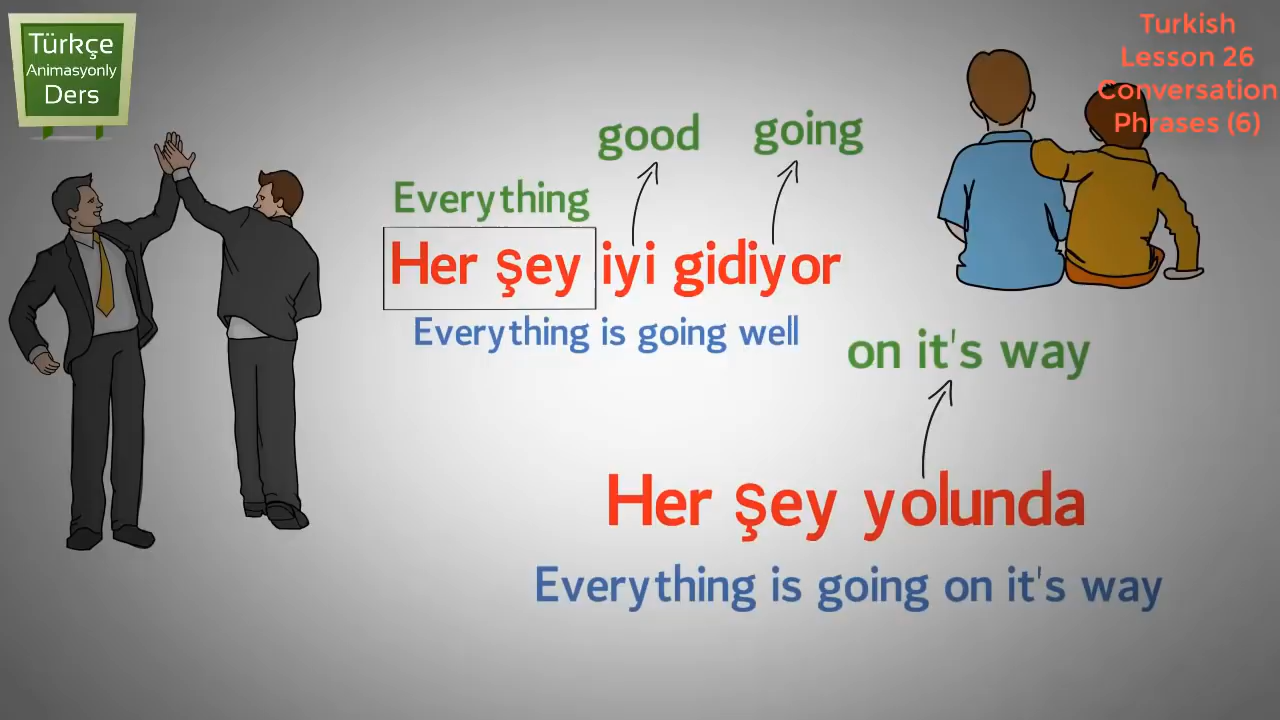 Türkçe
Animasyonly
Ders
Turkish
Lesson 26
Conversation
Phrases (6)
good going
Everything
Her şey iyi gidiyor
Everything is going well
on it's way
Her şey yolunda
Everything is going on it's way